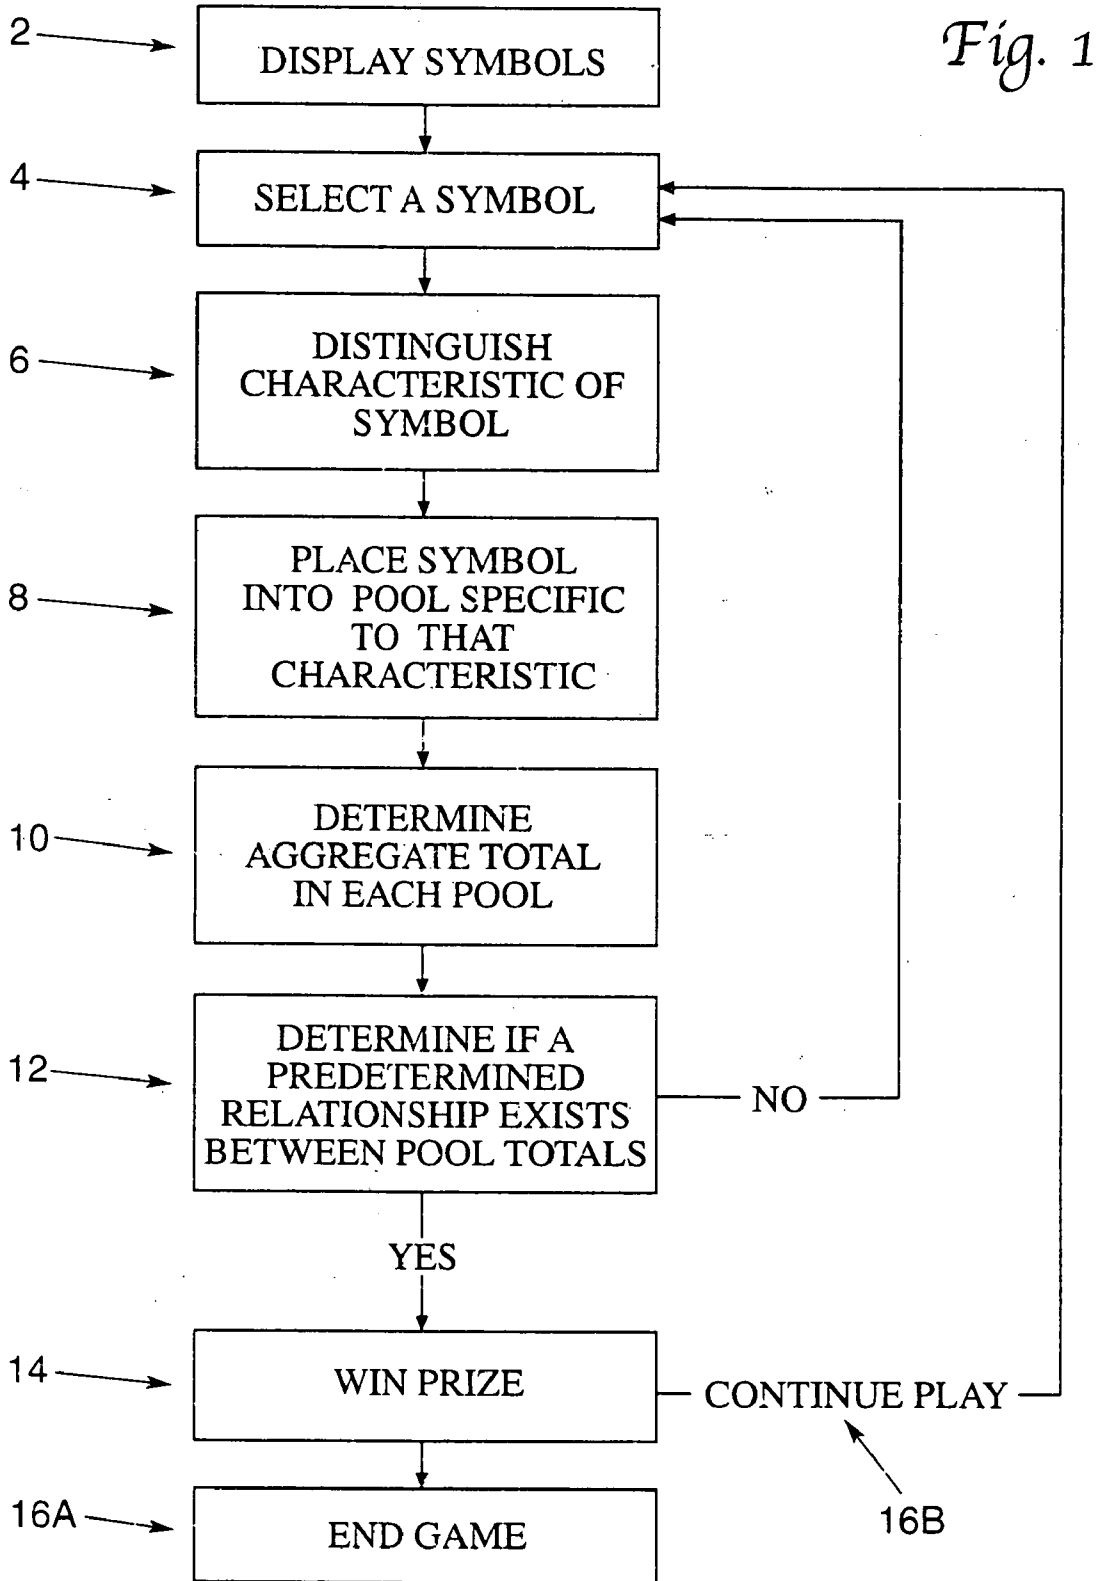 Fig. 1
2
DISPLAY SYMBOLS
4
SELECT A SYMBOL
6
DISTINGUISH
CHARACTERISTIC OF
SYMBOL
8
PLACE SYMBOL
INTO POOL SPECIFIC
TO THAT
CHARACTERISTIC
10
DETERMINE
AGGREGATE TOTAL
IN EACH POOL
12
DETERMINE IF A
PREDETERMINED
RELATIONSHIP EXISTS
BETWEEN POOL TOTALS
NO
YES
14
WIN PRIZE
CONTINUE PLAY
16B
16A
END GAME